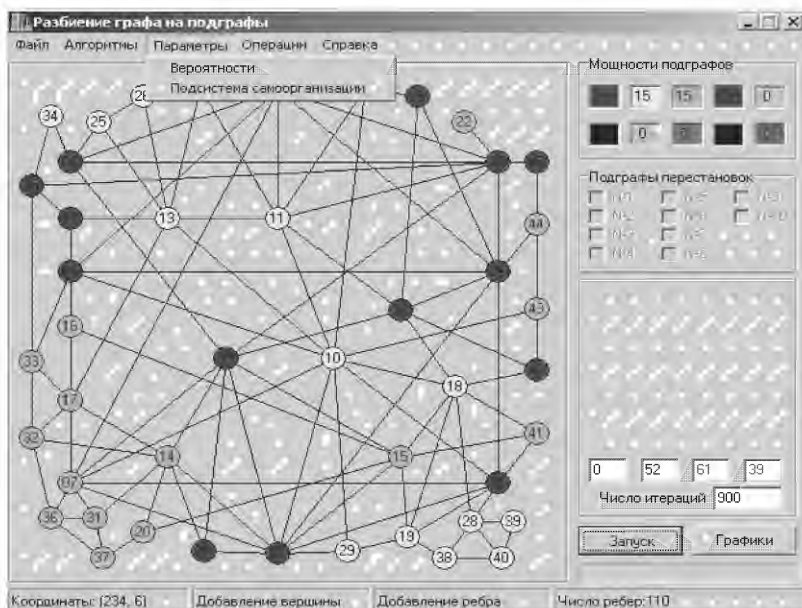 Разбиение графа на подграфы
Файл Алгоритмы Параметры Операции Справка
Вероятности
Подсистема самоорганизации
Мощности подграфов
15 15 0
0 0
Подграфы перестановок
34
25
26
22
13
11
44
16
43
33
10
18
17
32
14
15
41
07
36
31
20
37
29
19
28
39
38
40
0 52 61 39
Число итераций 900
Запуск Графики
Координаты: [234, 6] Добавление вершины Добавление ребра Число ребер:110